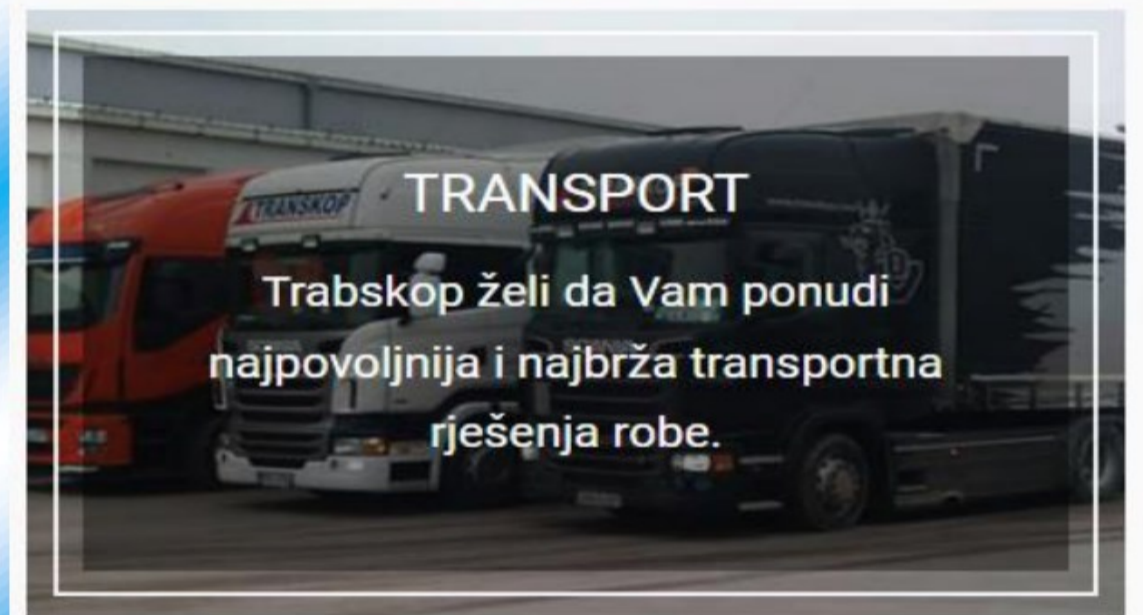 TRANSPORT
Trabskop želi da Vam ponudi
najpovoljnija i najbrža transportna
rješenja robe.
TRANSKOP